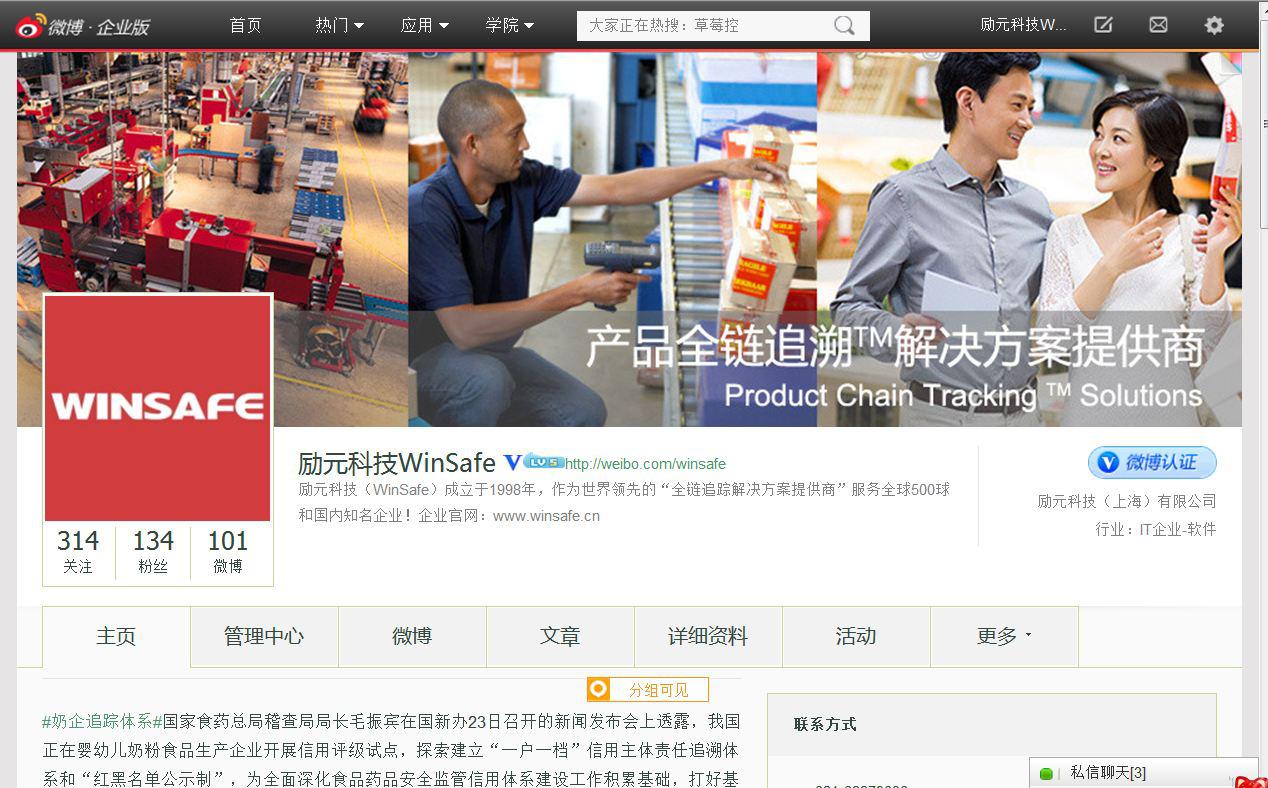 微博 · 企业版
首页
热门
应用
学院
大家正在热搜：草莓控
励元科技W...
产品全链追溯™解决方案提供商
Product Chain Tracking ™ Solutions
WINSAFE
励元科技WinSafe
V
LV5
http://weibo.com/winsafe
励元科技（WinSafe）成立于1998年，作为世界领先的“全链追踪解决方案提供商”服务全球500球
和国内知名企业！企业官网：www.winsafe.cn
V 微博认证
励元科技（上海）有限公司
行业：IT企业-软件
314
关注
134
粉丝
101
微博
主页
管理中心
微博
文章
详细资料
活动
更多
分组可见
#奶企追踪体系#国家食药总局稽查局局长毛振宾在国新办23日召开的新闻发布会上透露，我国
正在婴幼儿奶粉食品生产企业开展信用评级试点，探索建立“一户一档”信用主体责任追溯体
系和“红黑名单公示制”，为全面深化食品药品安全监管信用体系建设工作积累基础，打好基
联系方式
私信聊天[3]